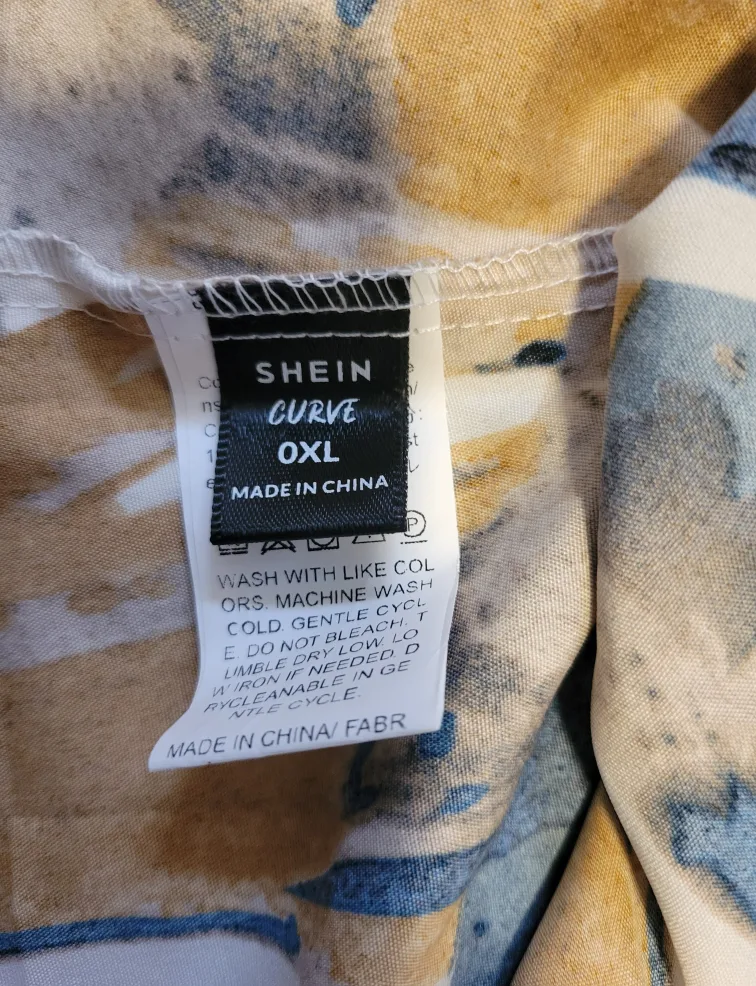 SHEIN
CURVE
0XL
MADE IN CHINA
P
WASH WITH LIKE COL
ORS. MACHINE WASH
COLD. GENTLE CYCL
E. DO NOT BLEACH. T
UMBLE DRY LOW. LO
W IRON IF NEEDED. D
RYCLEANABLE IN GE
NTLE CYCLE.
MADE IN CHINA/ FABR